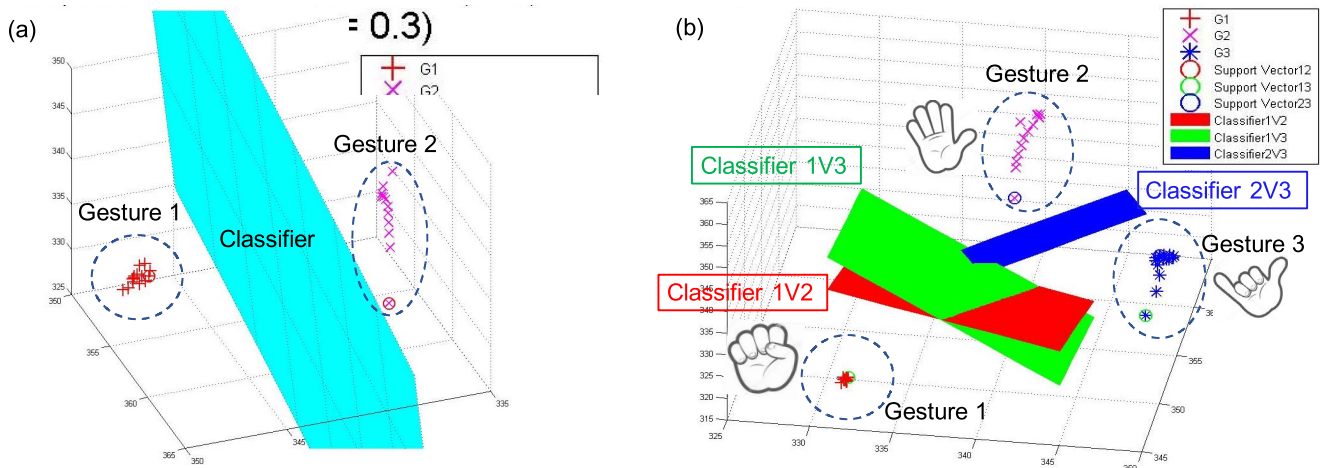 (a)
= 0.3)
G1
G2
350
345
340
335
330
325
320
360
355
360
365
350
345
335
Gesture 1
Classifier
Gesture 2
(b)
G1
G2
G3
Support Vector12
Support Vector13
Support Vector23
Classifier1V2
Classifier1V3
Classifier2V3
Gesture 2
Classifier 1V3
Classifier 2V3
Gesture 3
Classifier 1V2
Gesture 1
365
360
355
350
345
340
335
330
325
320
315
325
330
335
340
345
345
350
355